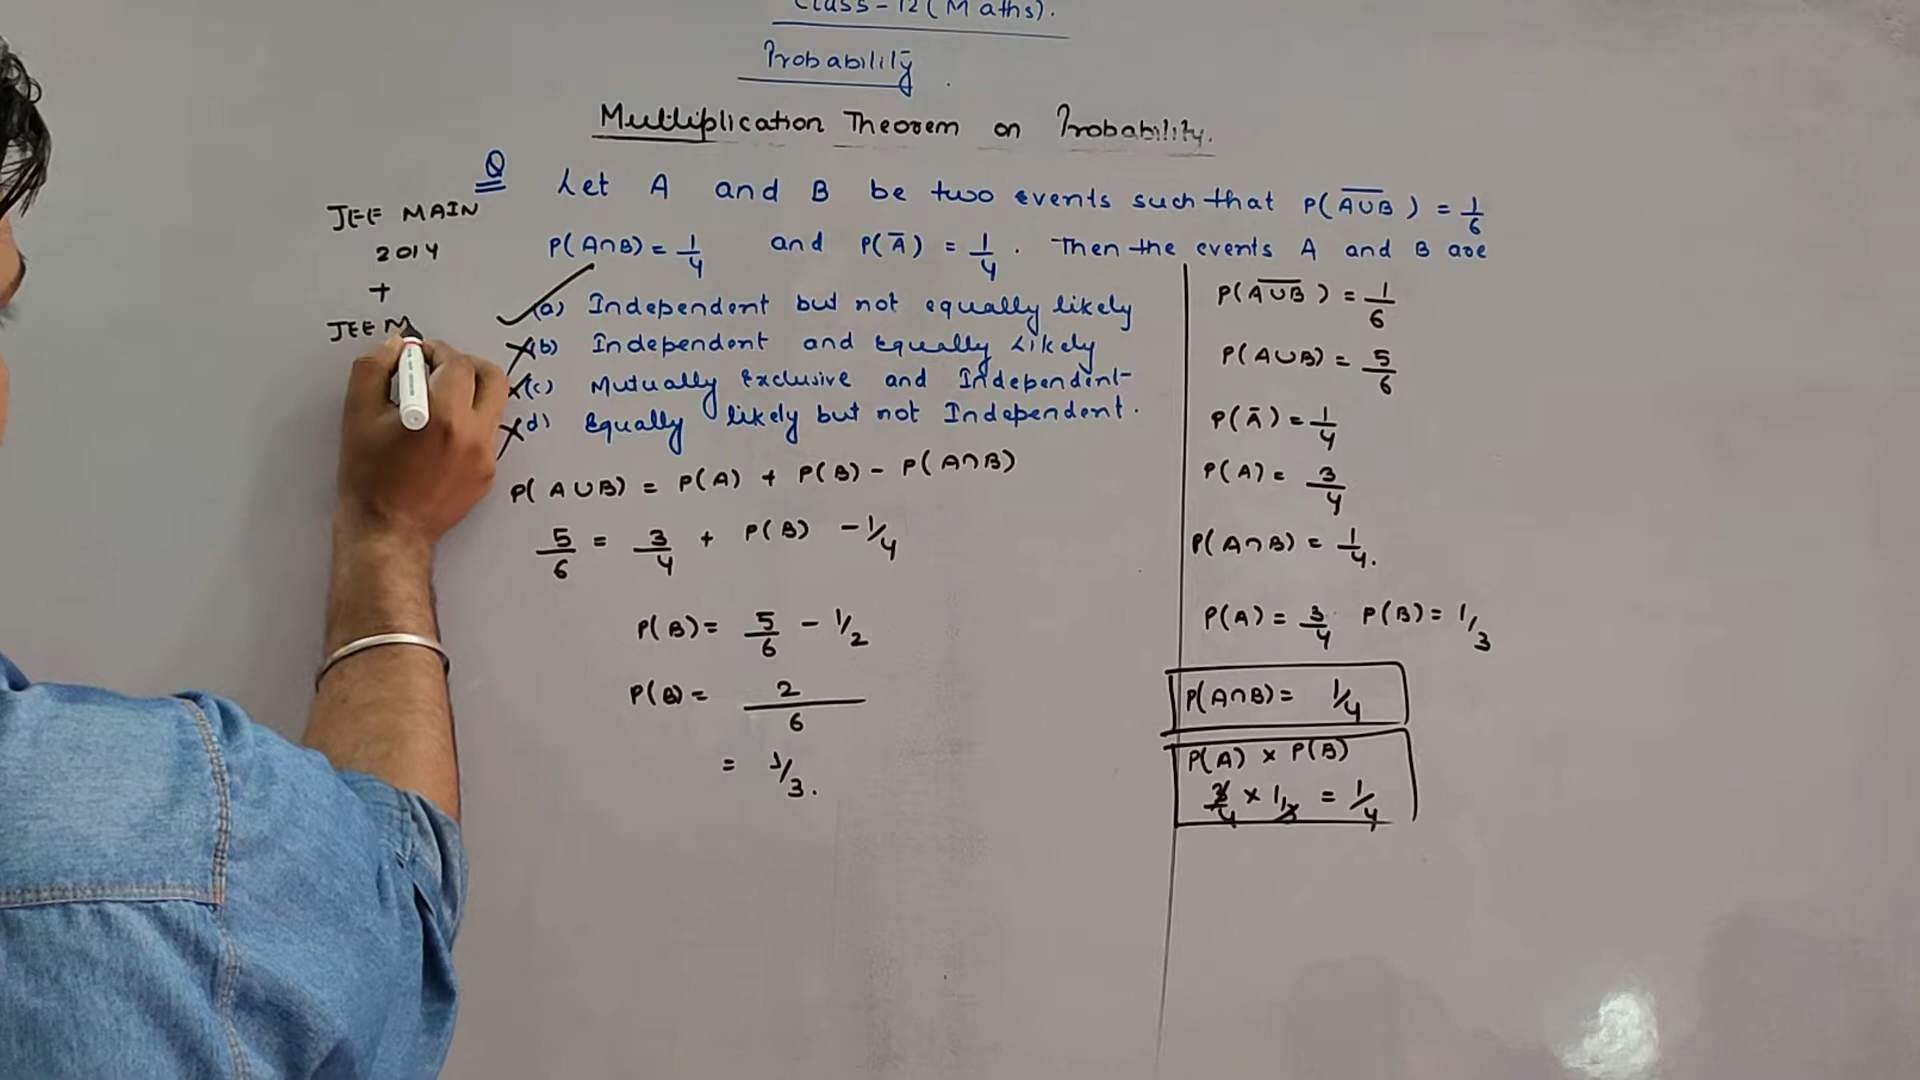 Class-12 (Maths).
Probability.
Multiplication Theorem on Probability.
Q Let A and B be two events such that P(A̅∪̅B̅) = 1/6
P(A∩B) = 1/4 and P(A̅) = 1/4. Then the events A and B are
(a) Independent but not equally likely
(b) Independent and Equally Likely
(c) Mutually Exclusive and Independent
(d) Equally likely but not Independent.
JEE MAIN
2014
+
JEE M
P(A∪B) = P(A) + P(B) - P(A∩B)
5/6 = 3/4 + P(B) - 1/4
P(B) = 5/6 - 1/2
P(B) = 2/6
= 1/3.
P(A̅∪̅B̅) = 1/6
P(A∪B) = 5/6
P(A̅) = 1/4
P(A) = 3/4
P(A∩B) = 1/4.
P(A) = 3/4 P(B) = 1/3
P(A∩B) = 1/4
P(A) × P(B)
3/4 × 1/3 = 1/4